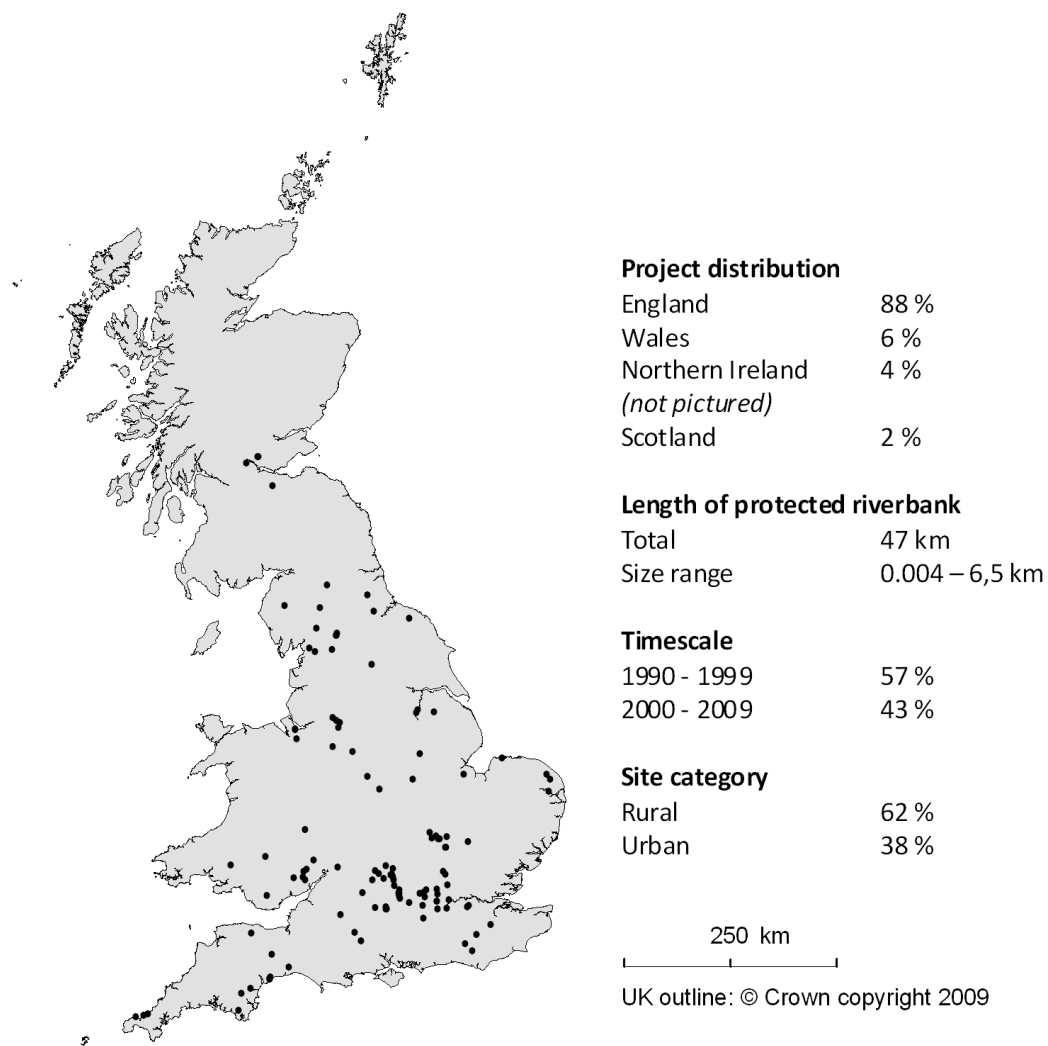 Project distribution
England 88 %
Wales 6 %
Northern Ireland 4 %
(not pictured)
Scotland 2 %
Length of protected riverbank
Total 47 km
Size range 0.004 – 6,5 km
Timescale
1990 - 1999 57 %
2000 - 2009 43 %
Site category
Rural 62 %
Urban 38 %
250 km
UK outline: © Crown copyright 2009